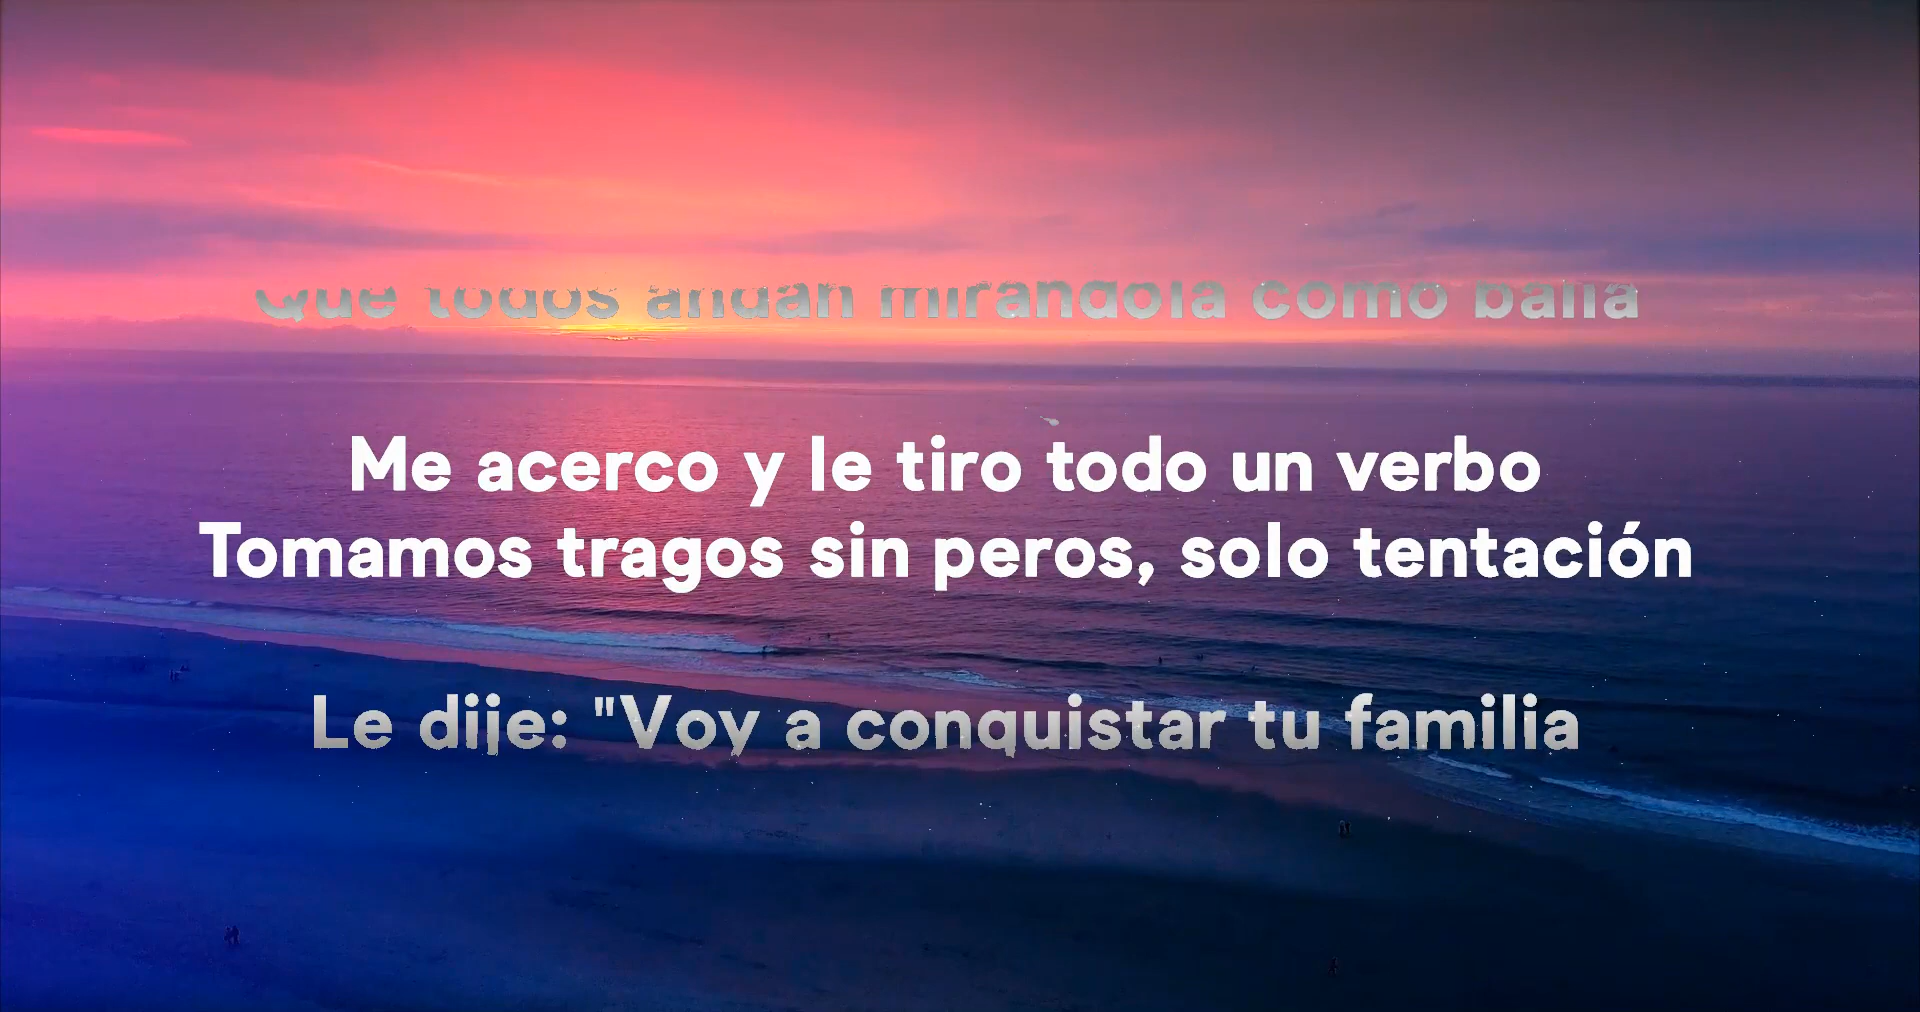 Que todos andan mirándola como baila
Me acerco y le tiro todo un verbo
Tomamos tragos sin peros, solo tentación
Le dije: "Voy a conquistar tu familia